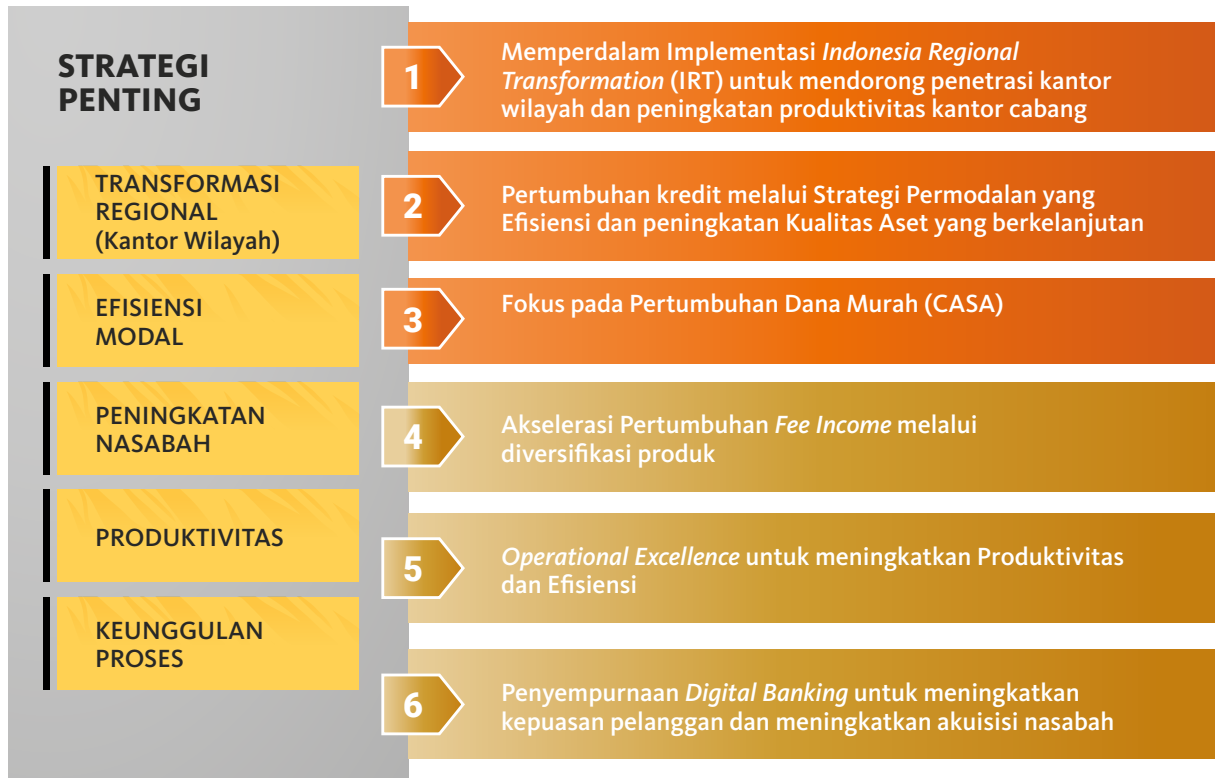 STRATEGI
PENTING
TRANSFORMASI
REGIONAL
(Kantor Wilayah)
EFISIENSI
MODAL
PENINGKATAN
NASABAH
PRODUKTIVITAS
KEUNGGULAN
PROSES
1
Memperdalam Implementasi Indonesia Regional
Transformation (IRT) untuk mendorong penetrasi kantor
wilayah dan peningkatan produktivitas kantor cabang
2
Pertumbuhan kredit melalui Strategi Permodalan yang
Efisiensi dan peningkatan Kualitas Aset yang berkelanjutan
3
Fokus pada Pertumbuhan Dana Murah (CASA)
4
Akselerasi Pertumbuhan Fee Income melalui
diversifikasi produk
5
Operational Excellence untuk meningkatkan Produktivitas
dan Efisiensi
6
Penyempurnaan Digital Banking untuk meningkatkan
kepuasan pelanggan dan meningkatkan akuisisi nasabah